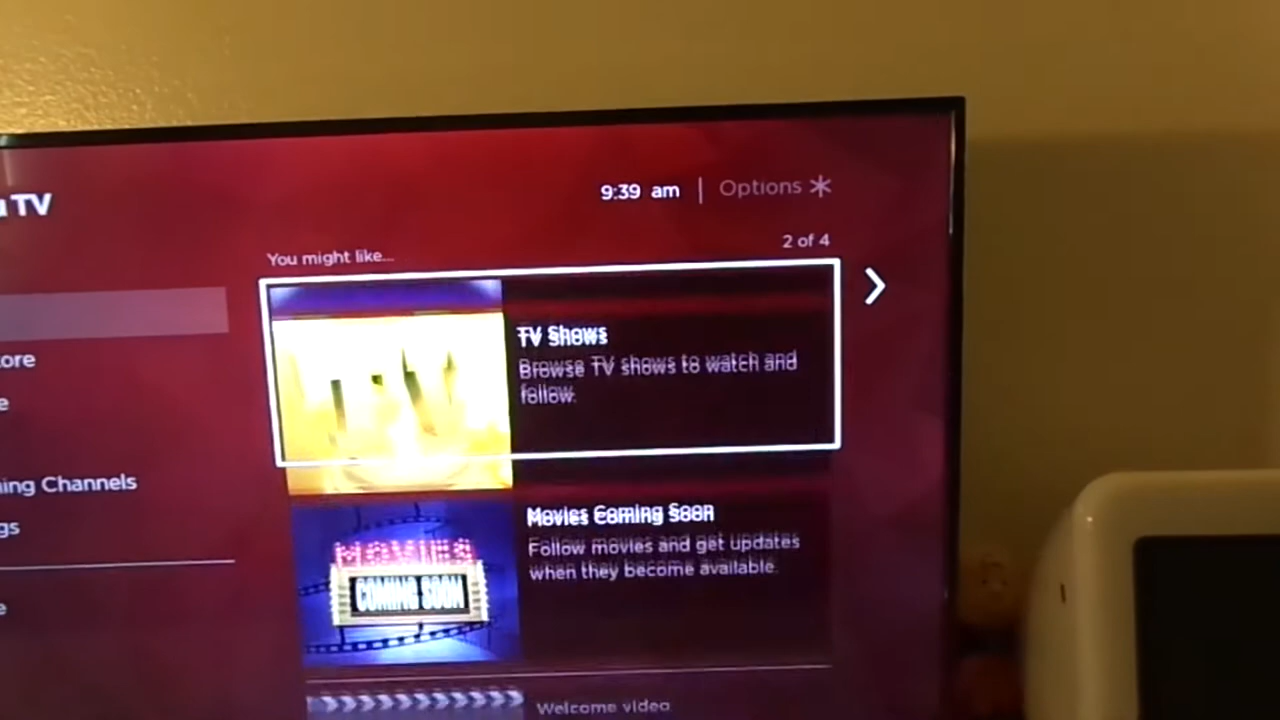 u TV
9:39 am | Options
You might like...
2 of 4
TV Shows
Browse TV shows to watch and
follow.
ore
e
ing Channels
gs
e
Movies Coming Soon
Follow movies and get updates
when they become available.
COMING SOON
Welcome video